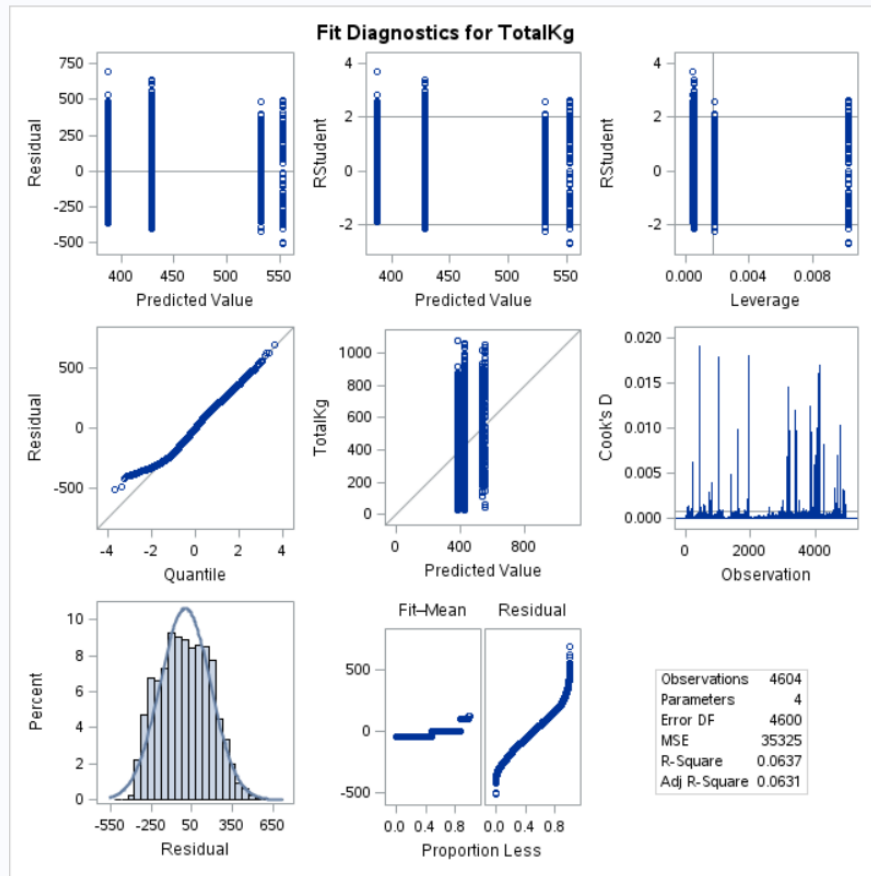 Fit Diagnostics for TotalKg
750
500
250
0
-250
-500
Residual
400 450 500 550
Predicted Value
4
2
0
-2
RStudent
400 450 500 550
Predicted Value
4
2
0
-2
RStudent
0.000 0.004 0.008
Leverage
500
0
-500
Residual
-4 -2 0 2 4
Quantile
1000
800
600
400
200
0
TotalKg
0 400 800
Predicted Value
0.020
0.015
0.010
0.005
0.000
Cook's D
0 2000 4000
Observation
10
8
6
4
2
0
Percent
-550 -250 50 350 650
Residual
Fit–Mean Residual
500
0
-500
0.0 0.4 0.8 0.0 0.4 0.8
Proportion Less
Observations 4604
Parameters 4
Error DF 4600
MSE 35325
R-Square 0.0637
Adj R-Square 0.0631